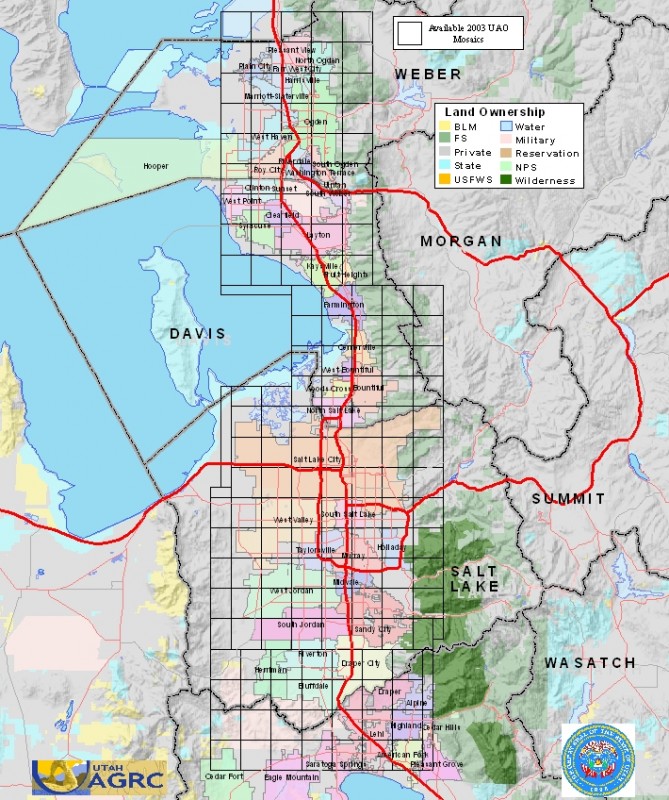 Available 2003 UAO
Mosaics
WEBER
Land Ownership
BLM
Water
FS
Military
Private
Reservation
State
NPS
USFWS
Wilderness
Pleasant View
North Ogden
Plain City
Farr West City
Harrisville
Marriott-Slaterville
Ogden
West Haven
Hooper
Riverdale
South Ogden
Roy City
Washington Terrace
Uintah
Clinton
Sunset
South Weber
West Point
Clearfield
Syracuse
Layton
MORGAN
Kaysville
Fruit Heights
Farmington
DAVIS
Centerville
West Bountiful
Woods Cross
Bountiful
North Salt Lake
Salt Lake City
SUMMIT
South Salt Lake
West Valley
Taylorsville
Holladay
Murray
SALT
LAKE
Midvale
West Jordan
South Jordan
Sandy City
Riverton
Draper City
WASATCH
Herriman
Bluffdale
Draper
Alpine
Highland
Cedar Hills
Lehi
American Fork
Saratoga Springs
Pleasant Grove
Cedar Fort
Eagle Mountain
UTAH
AGRC
1896